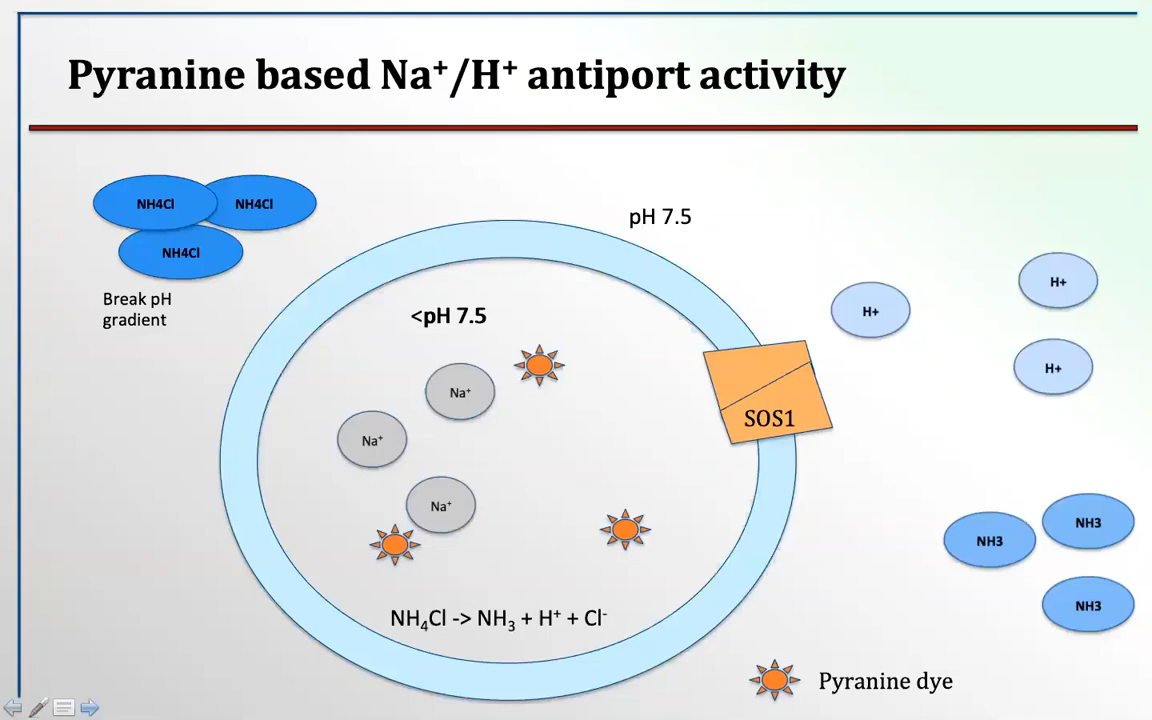 Pyranine based Na⁺/H⁺ antiport activity
NH4Cl
NH4Cl
NH4Cl
Break pH
gradient
pH 7.5
<pH 7.5
H+
H+
H+
SOS1
Na⁺
Na⁺
Na⁺
NH3
NH3
NH3
NH₄Cl -> NH₃ + H⁺ + Cl⁻
Pyranine dye